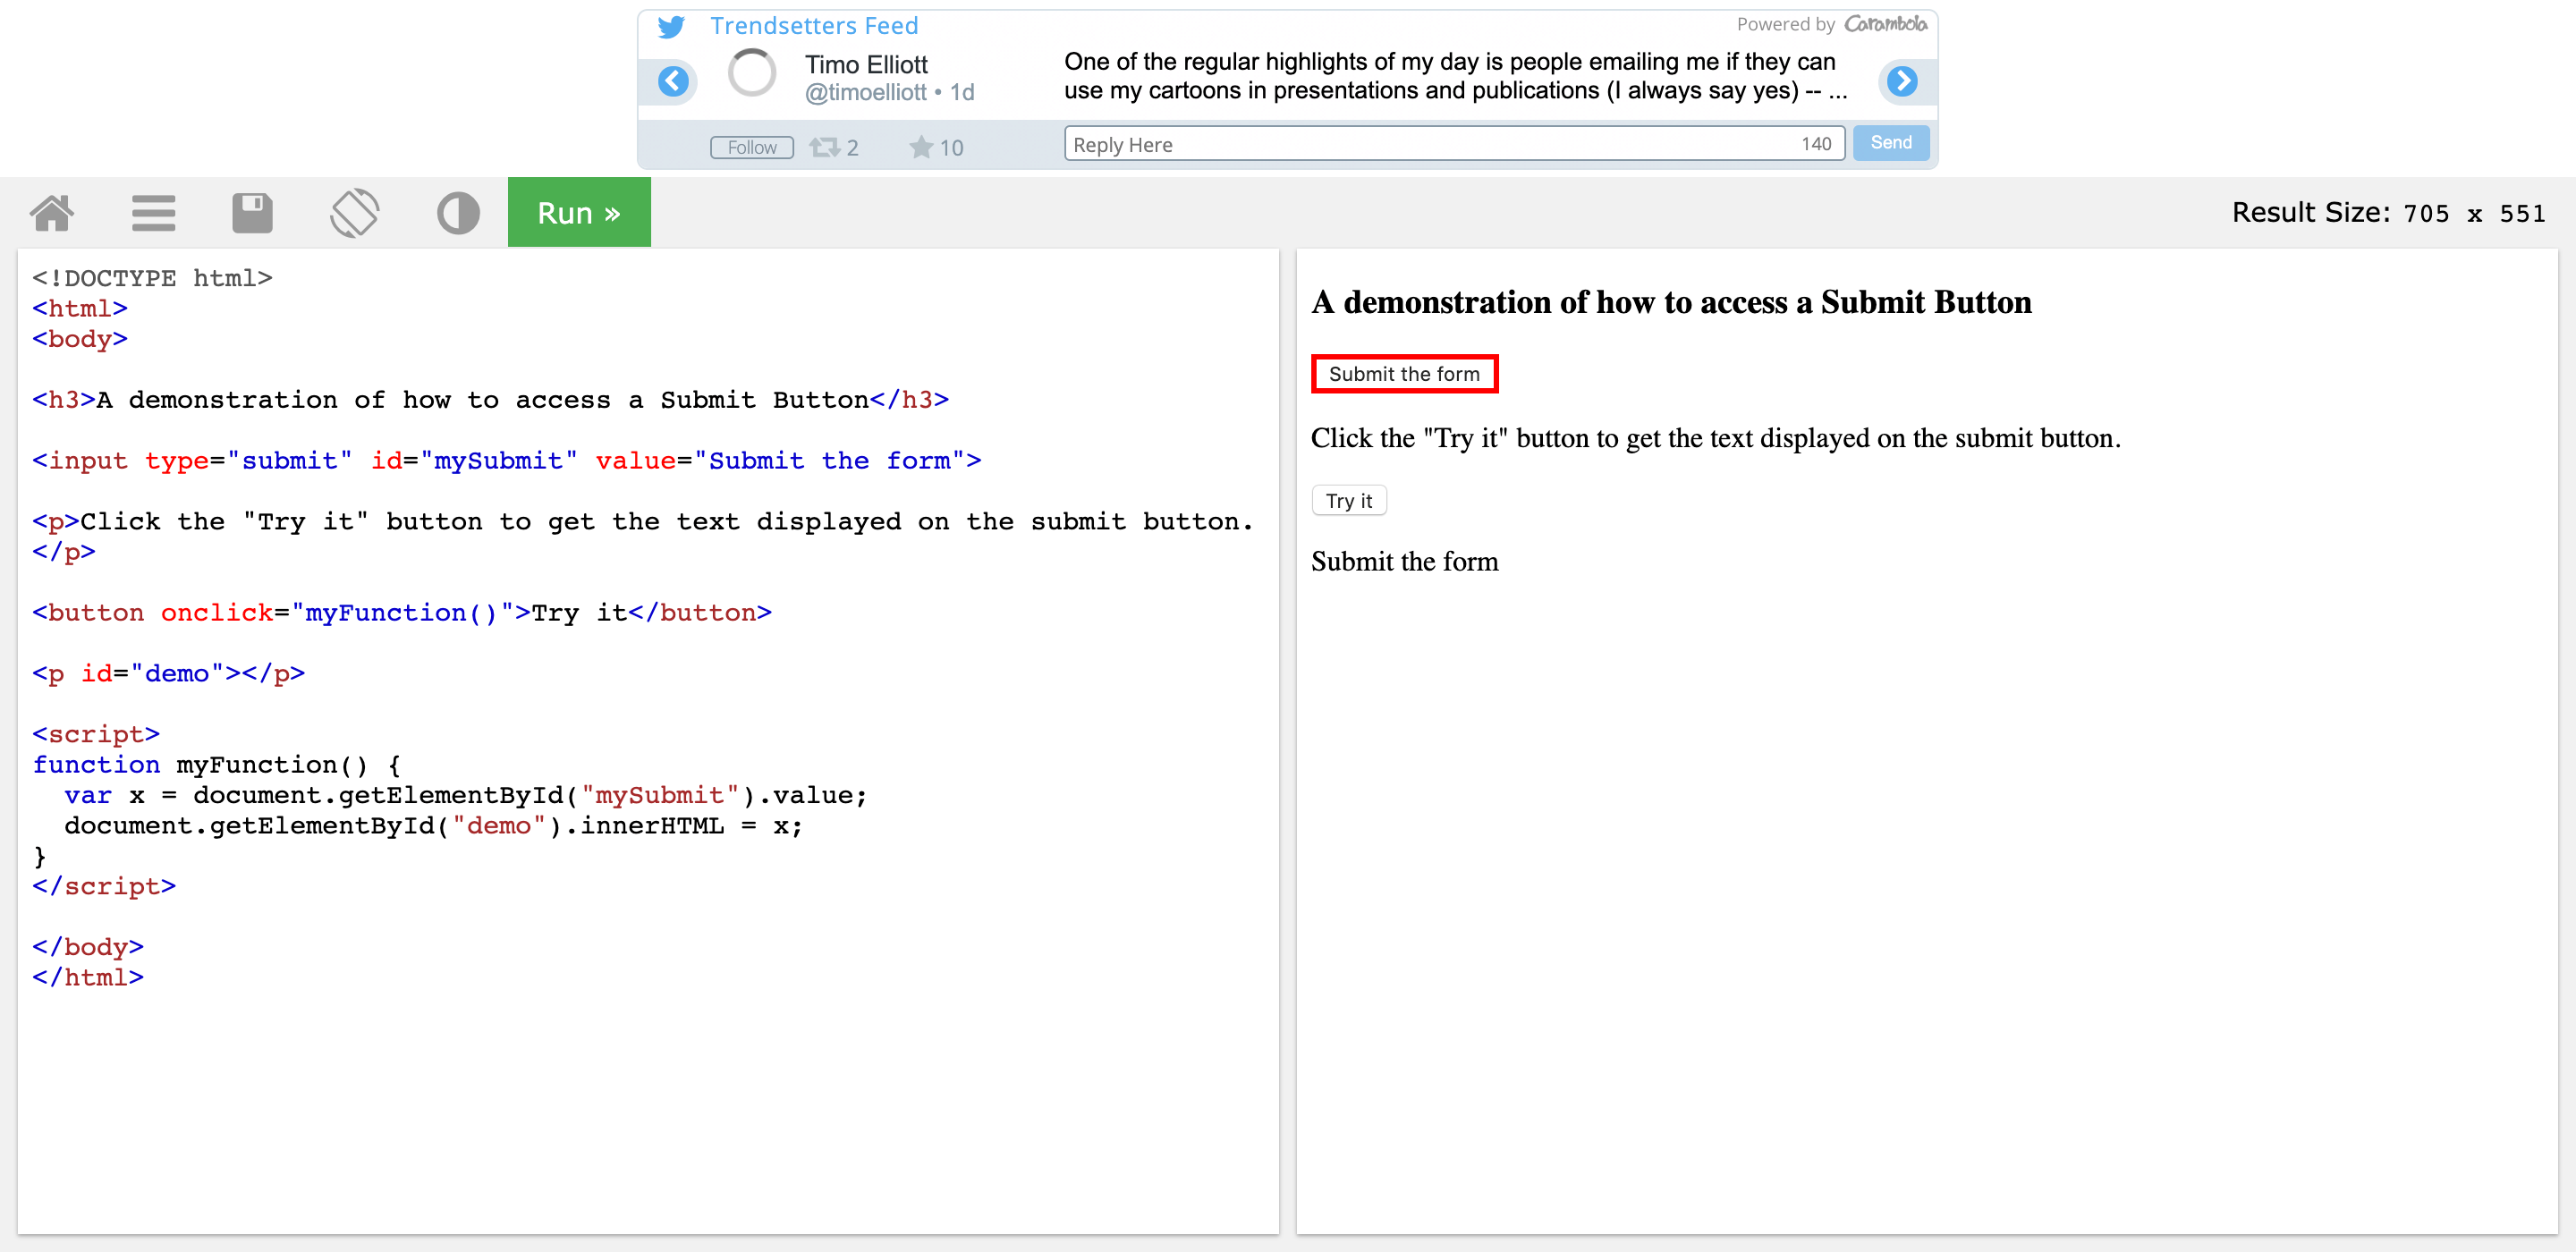 Trendsetters Feed
Powered by Carambola
Timo Elliott
@timoelliott • 1d
One of the regular highlights of my day is people emailing me if they can
use my cartoons in presentations and publications (I always say yes) -- ...
Follow
2
10
Reply Here
140
Send
Run »
Result Size: 705 x 551
<!DOCTYPE html>
<html>
<body>
<h3>A demonstration of how to access a Submit Button</h3>
<input type="submit" id="mySubmit" value="Submit the form">
<p>Click the "Try it" button to get the text displayed on the submit button.
</p>
<button onclick="myFunction()">Try it</button>
<p id="demo"></p>
<script>
function myFunction() {
  var x = document.getElementById("mySubmit").value;
  document.getElementById("demo").innerHTML = x;
}
</script>
</body>
</html>
A demonstration of how to access a Submit Button
Submit the form
Click the "Try it" button to get the text displayed on the submit button.
Try it
Submit the form